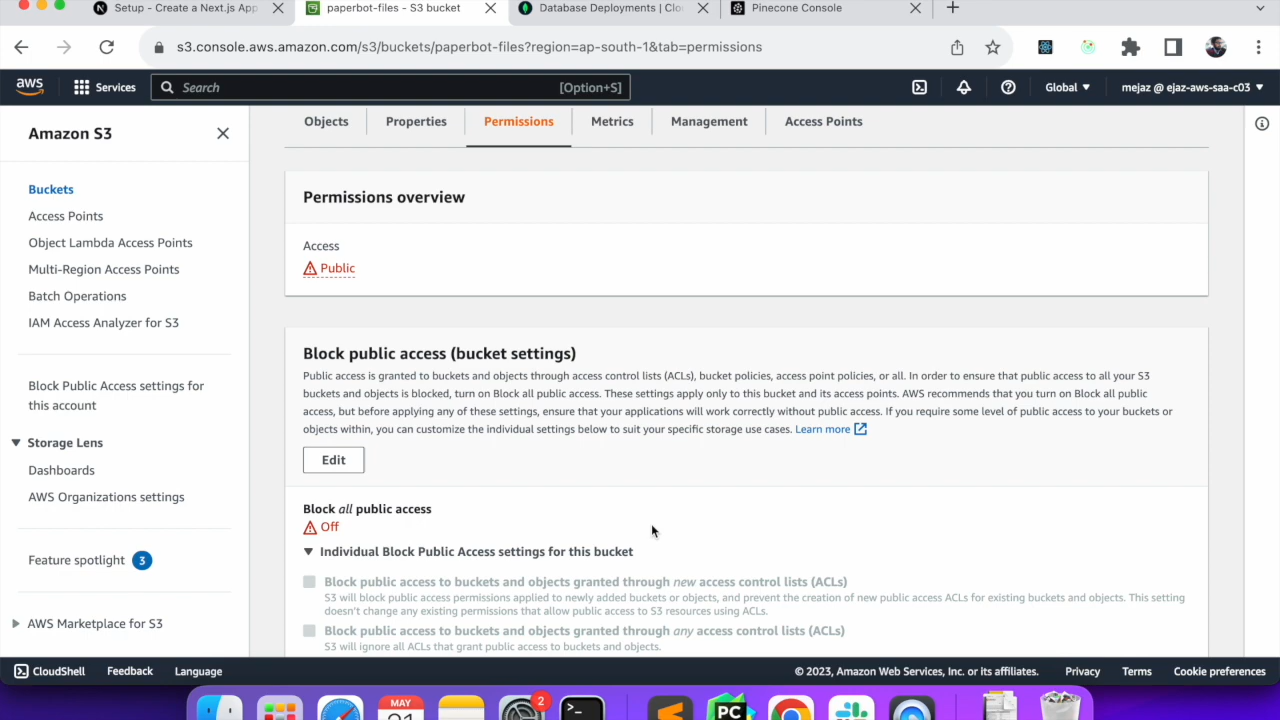 Setup - Create a Next.js App
paperbot-files - S3 bucket
Database Deployments | Clou
Pinecone Console
s3.console.aws.amazon.com/s3/buckets/paperbot-files?region=ap-south-1&tab=permissions
aws
Services
Search
[Option+S]
Global
mejaz @ ejaz-aws-saa-c03
Amazon S3
Buckets
Access Points
Object Lambda Access Points
Multi-Region Access Points
Batch Operations
IAM Access Analyzer for S3
Block Public Access settings for
this account
Storage Lens
Dashboards
AWS Organizations settings
Feature spotlight 3
AWS Marketplace for S3
Objects
Properties
Permissions
Metrics
Management
Access Points
Permissions overview
Access
Public
Block public access (bucket settings)
Public access is granted to buckets and objects through access control lists (ACLs), bucket policies, access point policies, or all. In order to ensure that public access to all your S3
buckets and objects is blocked, turn on Block all public access. These settings apply only to this bucket and its access points. AWS recommends that you turn on Block all public
access, but before applying any of these settings, ensure that your applications will work correctly without public access. If you require some level of public access to your buckets or
objects within, you can customize the individual settings below to suit your specific storage use cases. Learn more
Edit
Block all public access
Off
Individual Block Public Access settings for this bucket
Block public access to buckets and objects granted through new access control lists (ACLs)
S3 will block public access permissions applied to newly added buckets or objects, and prevent the creation of new public access ACLs for existing buckets and objects. This setting
doesn't change any existing permissions that allow public access to S3 resources using ACLs.
Block public access to buckets and objects granted through any access control lists (ACLs)
S3 will ignore all ACLs that grant public access to buckets and objects.
CloudShell
Feedback
Language
© 2023, Amazon Web Services, Inc. or its affiliates.
Privacy
Terms
Cookie preferences
MAY
2
PC